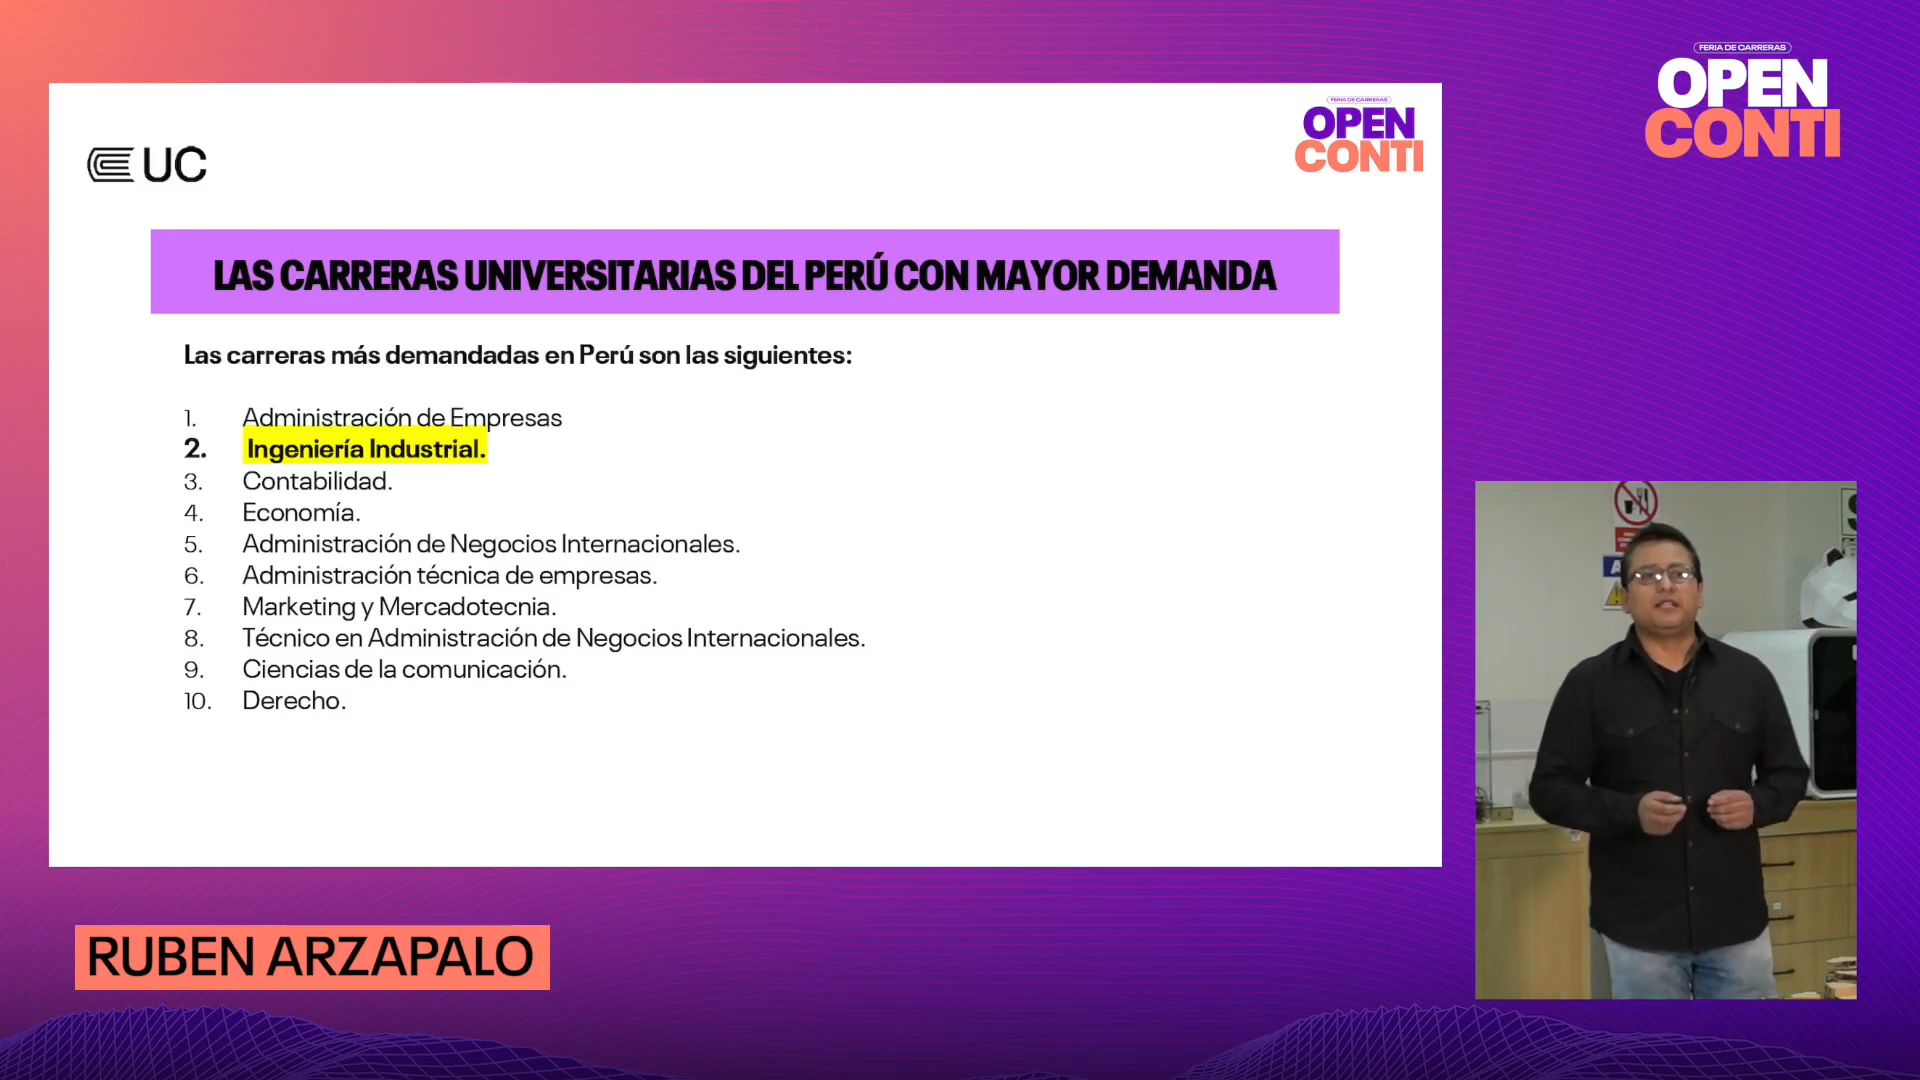 FERIA DE CARRERAS
OPEN
CONTI
FERIA DE CARRERAS
OPEN
CONTI
UC
LAS CARRERAS UNIVERSITARIAS DEL PERÚ CON MAYOR DEMANDA
Las carreras más demandadas en Perú son las siguientes:
1. Administración de Empresas
2. Ingeniería Industrial.
3. Contabilidad.
4. Economía.
5. Administración de Negocios Internacionales.
6. Administración técnica de empresas.
7. Marketing y Mercadotecnia.
8. Técnico en Administración de Negocios Internacionales.
9. Ciencias de la comunicación.
10. Derecho.
RUBEN ARZAPALO